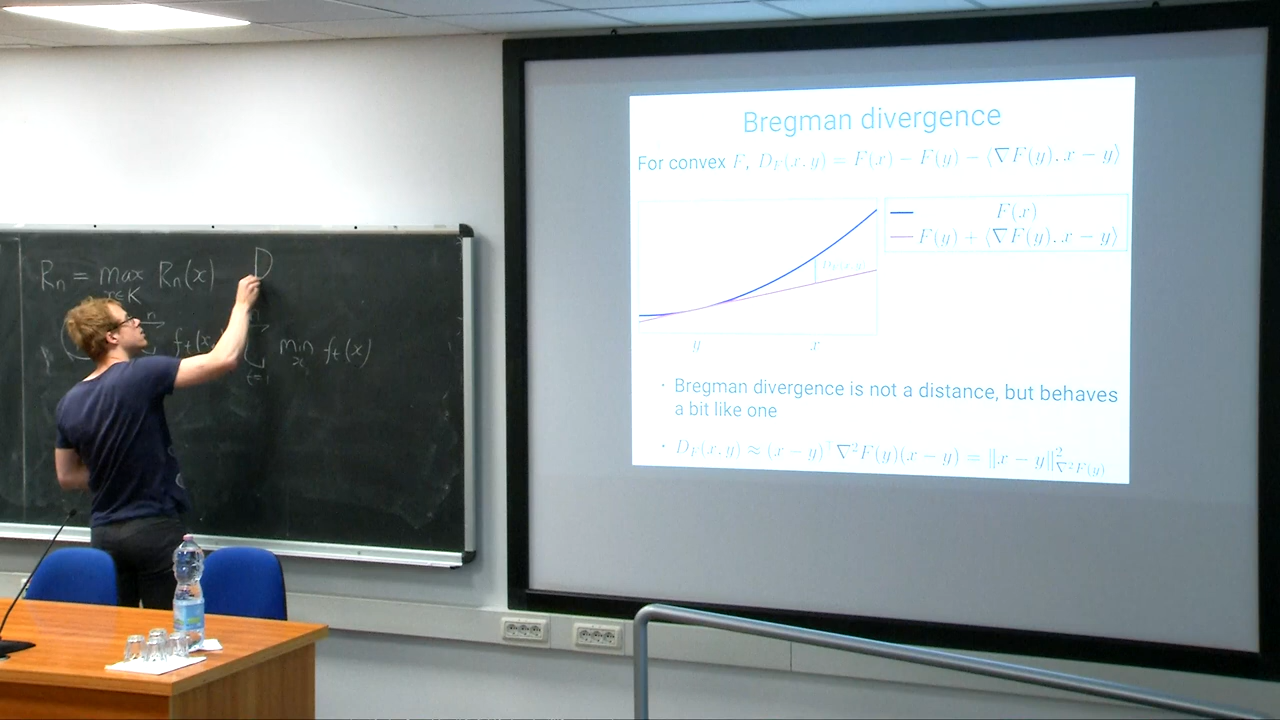 R_n = max R_n(x) D
x∈K
n
f_t(x
n
min f_t(x)
x
t=1
Bregman divergence
For convex F, D_F(x, y) = F(x) − F(y) − ⟨∇F(y), x − y⟩
F(x)
F(y) + ⟨∇F(y), x − y⟩
D_F(x, y)
y x
· Bregman divergence is not a distance, but behaves
a bit like one
· D_F(x, y) ≈ (x − y)^⊤ ∇²F(y)(x − y) = ‖x − y‖²_{∇²F(y)}